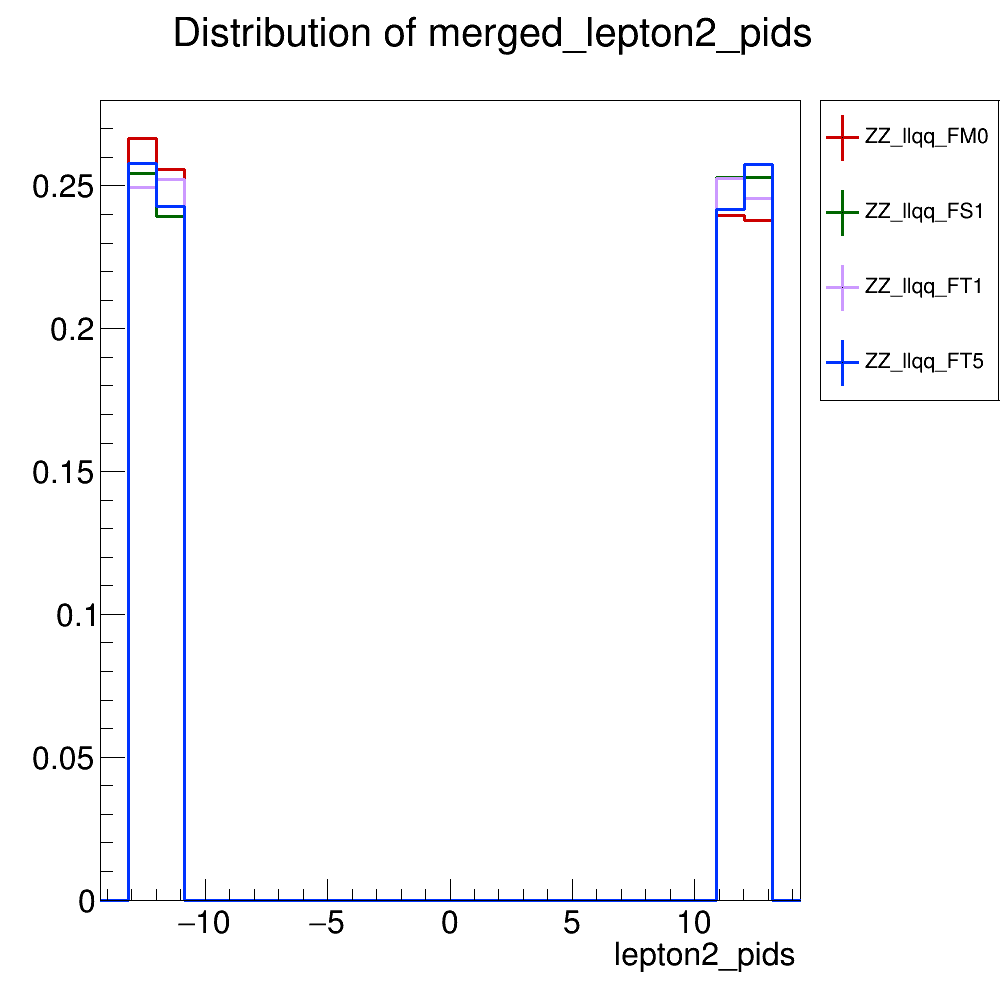 Distribution of merged_lepton2_pids
ZZ_llqq_FM0
ZZ_llqq_FS1
ZZ_llqq_FT1
ZZ_llqq_FT5
0.25
0.2
0.15
0.1
0.05
0
−10 −5 0 5 10
lepton2_pids